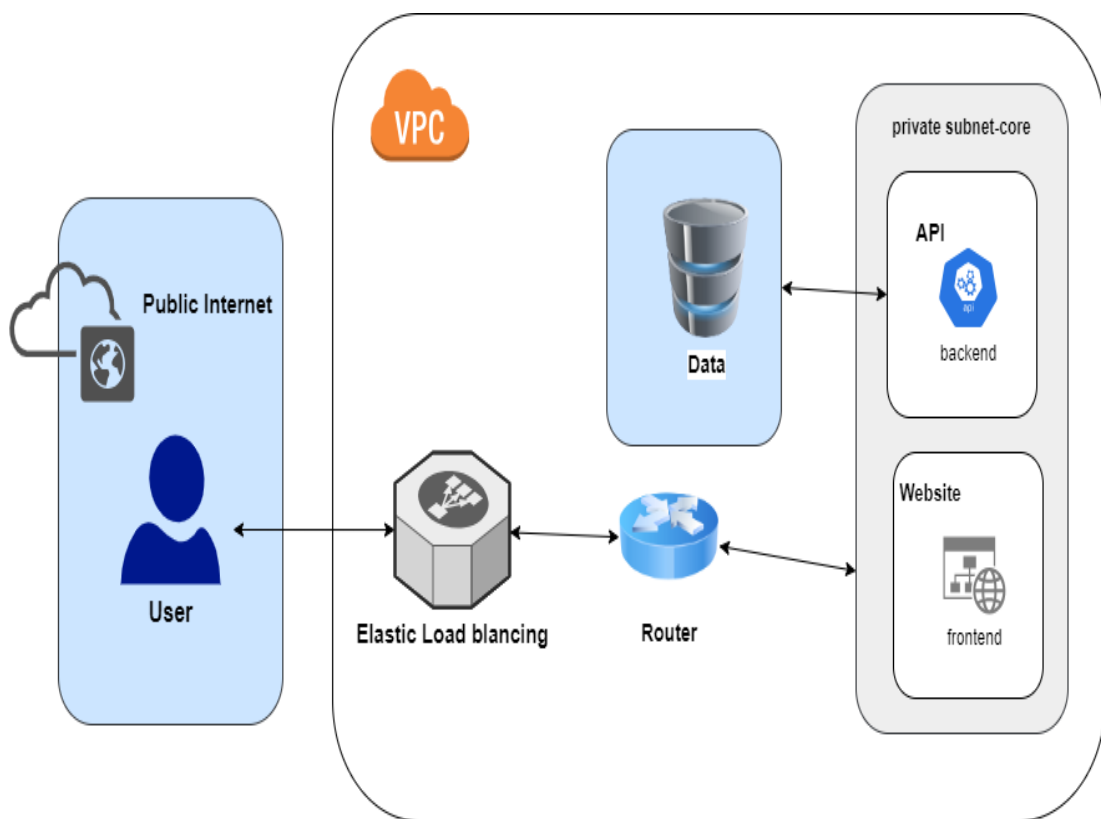 VPC
private subnet-core
API
api
backend
Public Internet
Data
Website
frontend
User
Elastic Load blancing
Router